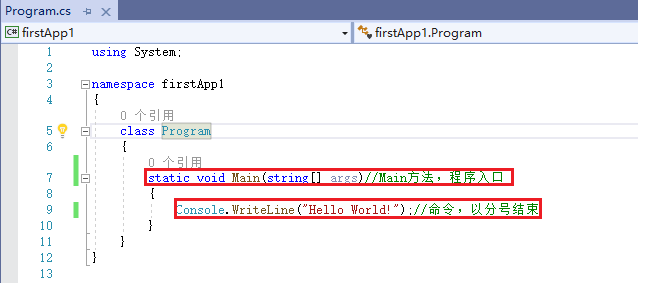 Program.cs
C# firstApp1
firstApp1.Program
1 using System;
2
3 namespace firstApp1
4 {
0 个引用
5 class Program
6 {
0 个引用
7 static void Main(string[] args)//Main方法，程序入口
8 {
9 Console.WriteLine("Hello World!");//命令，以分号结束
10 }
11 }
12 }
13